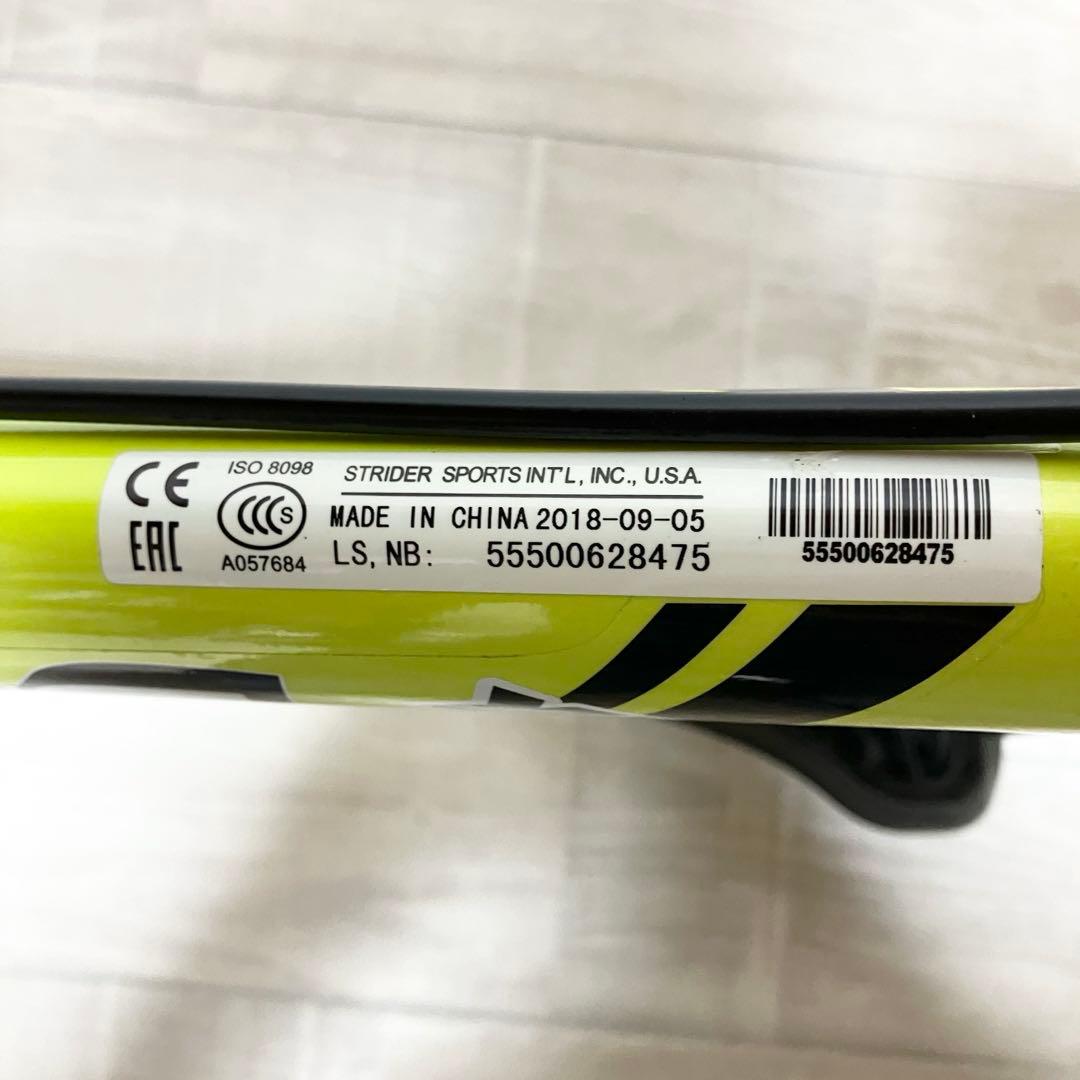 CE
EAC
ISO 8098
CCC S
A057684
STRIDER SPORTS INT'L, INC., U.S.A.
MADE IN CHINA 2018-09-05
LS, NB: 55500628475
55500628475